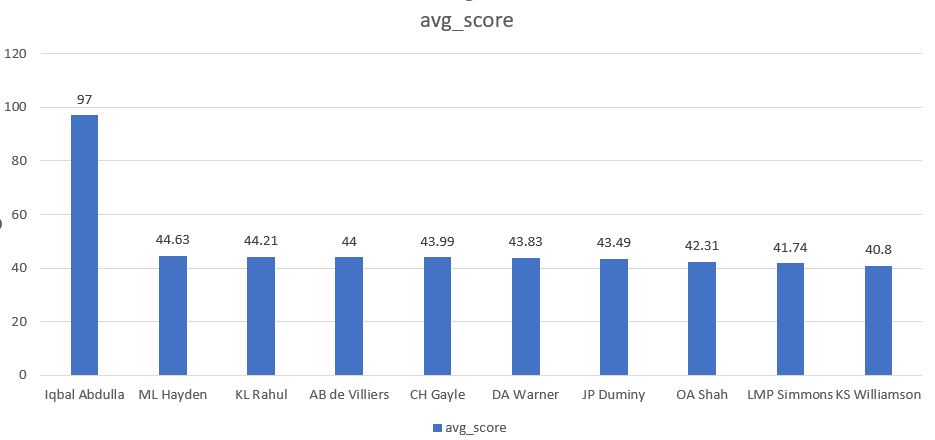 avg_score
120
100
80
60
40
20
0
97
44.63
44.21
44
43.99
43.83
43.49
42.31
41.74
40.8
Iqbal Abdulla
ML Hayden
KL Rahul
AB de Villiers
CH Gayle
DA Warner
JP Duminy
OA Shah
LMP Simmons
KS Williamson
avg_score